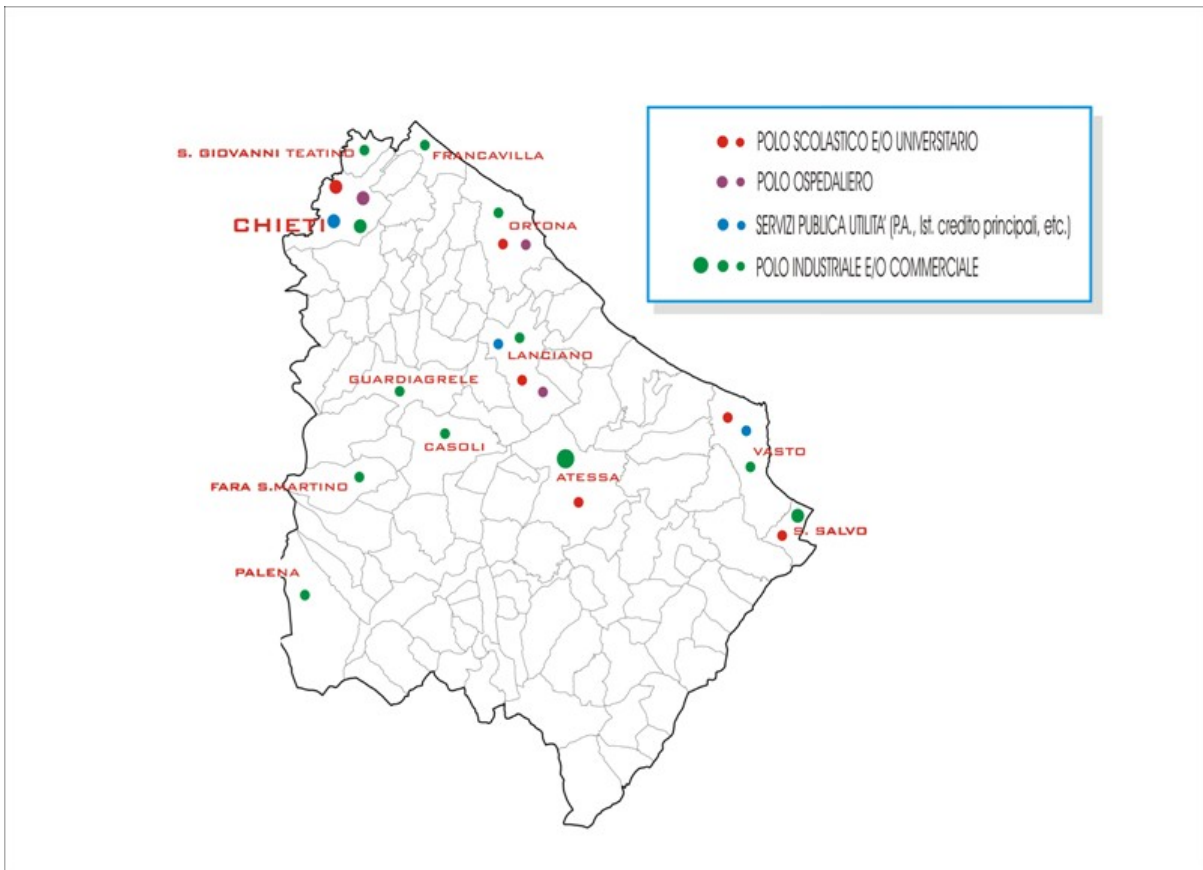 POLO SCOLASTICO E/O UNIVERSITARIO
POLO OSPEDALIERO
SERVIZI PUBLICA UTILITA' (P.A., Ist. credito principali, etc.)
POLO INDUSTRIALE E/O COMMERCIALE
S. GIOVANNI TEATINO
FRANCAVILLA
CHIETI
ORTONA
LANCIANO
GUARDIAGRELE
CASOLI
VASTO
ATESSA
FARA S.MARTINO
S. SALVO
PALENA